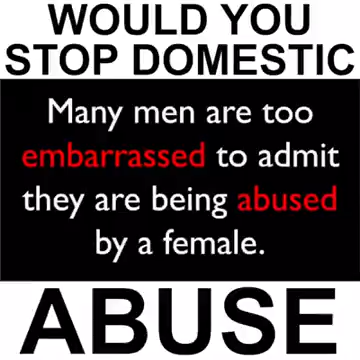 WOULD YOU
STOP DOMESTIC
Many men are too
embarrassed to admit
they are being abused
by a female.
ABUSE